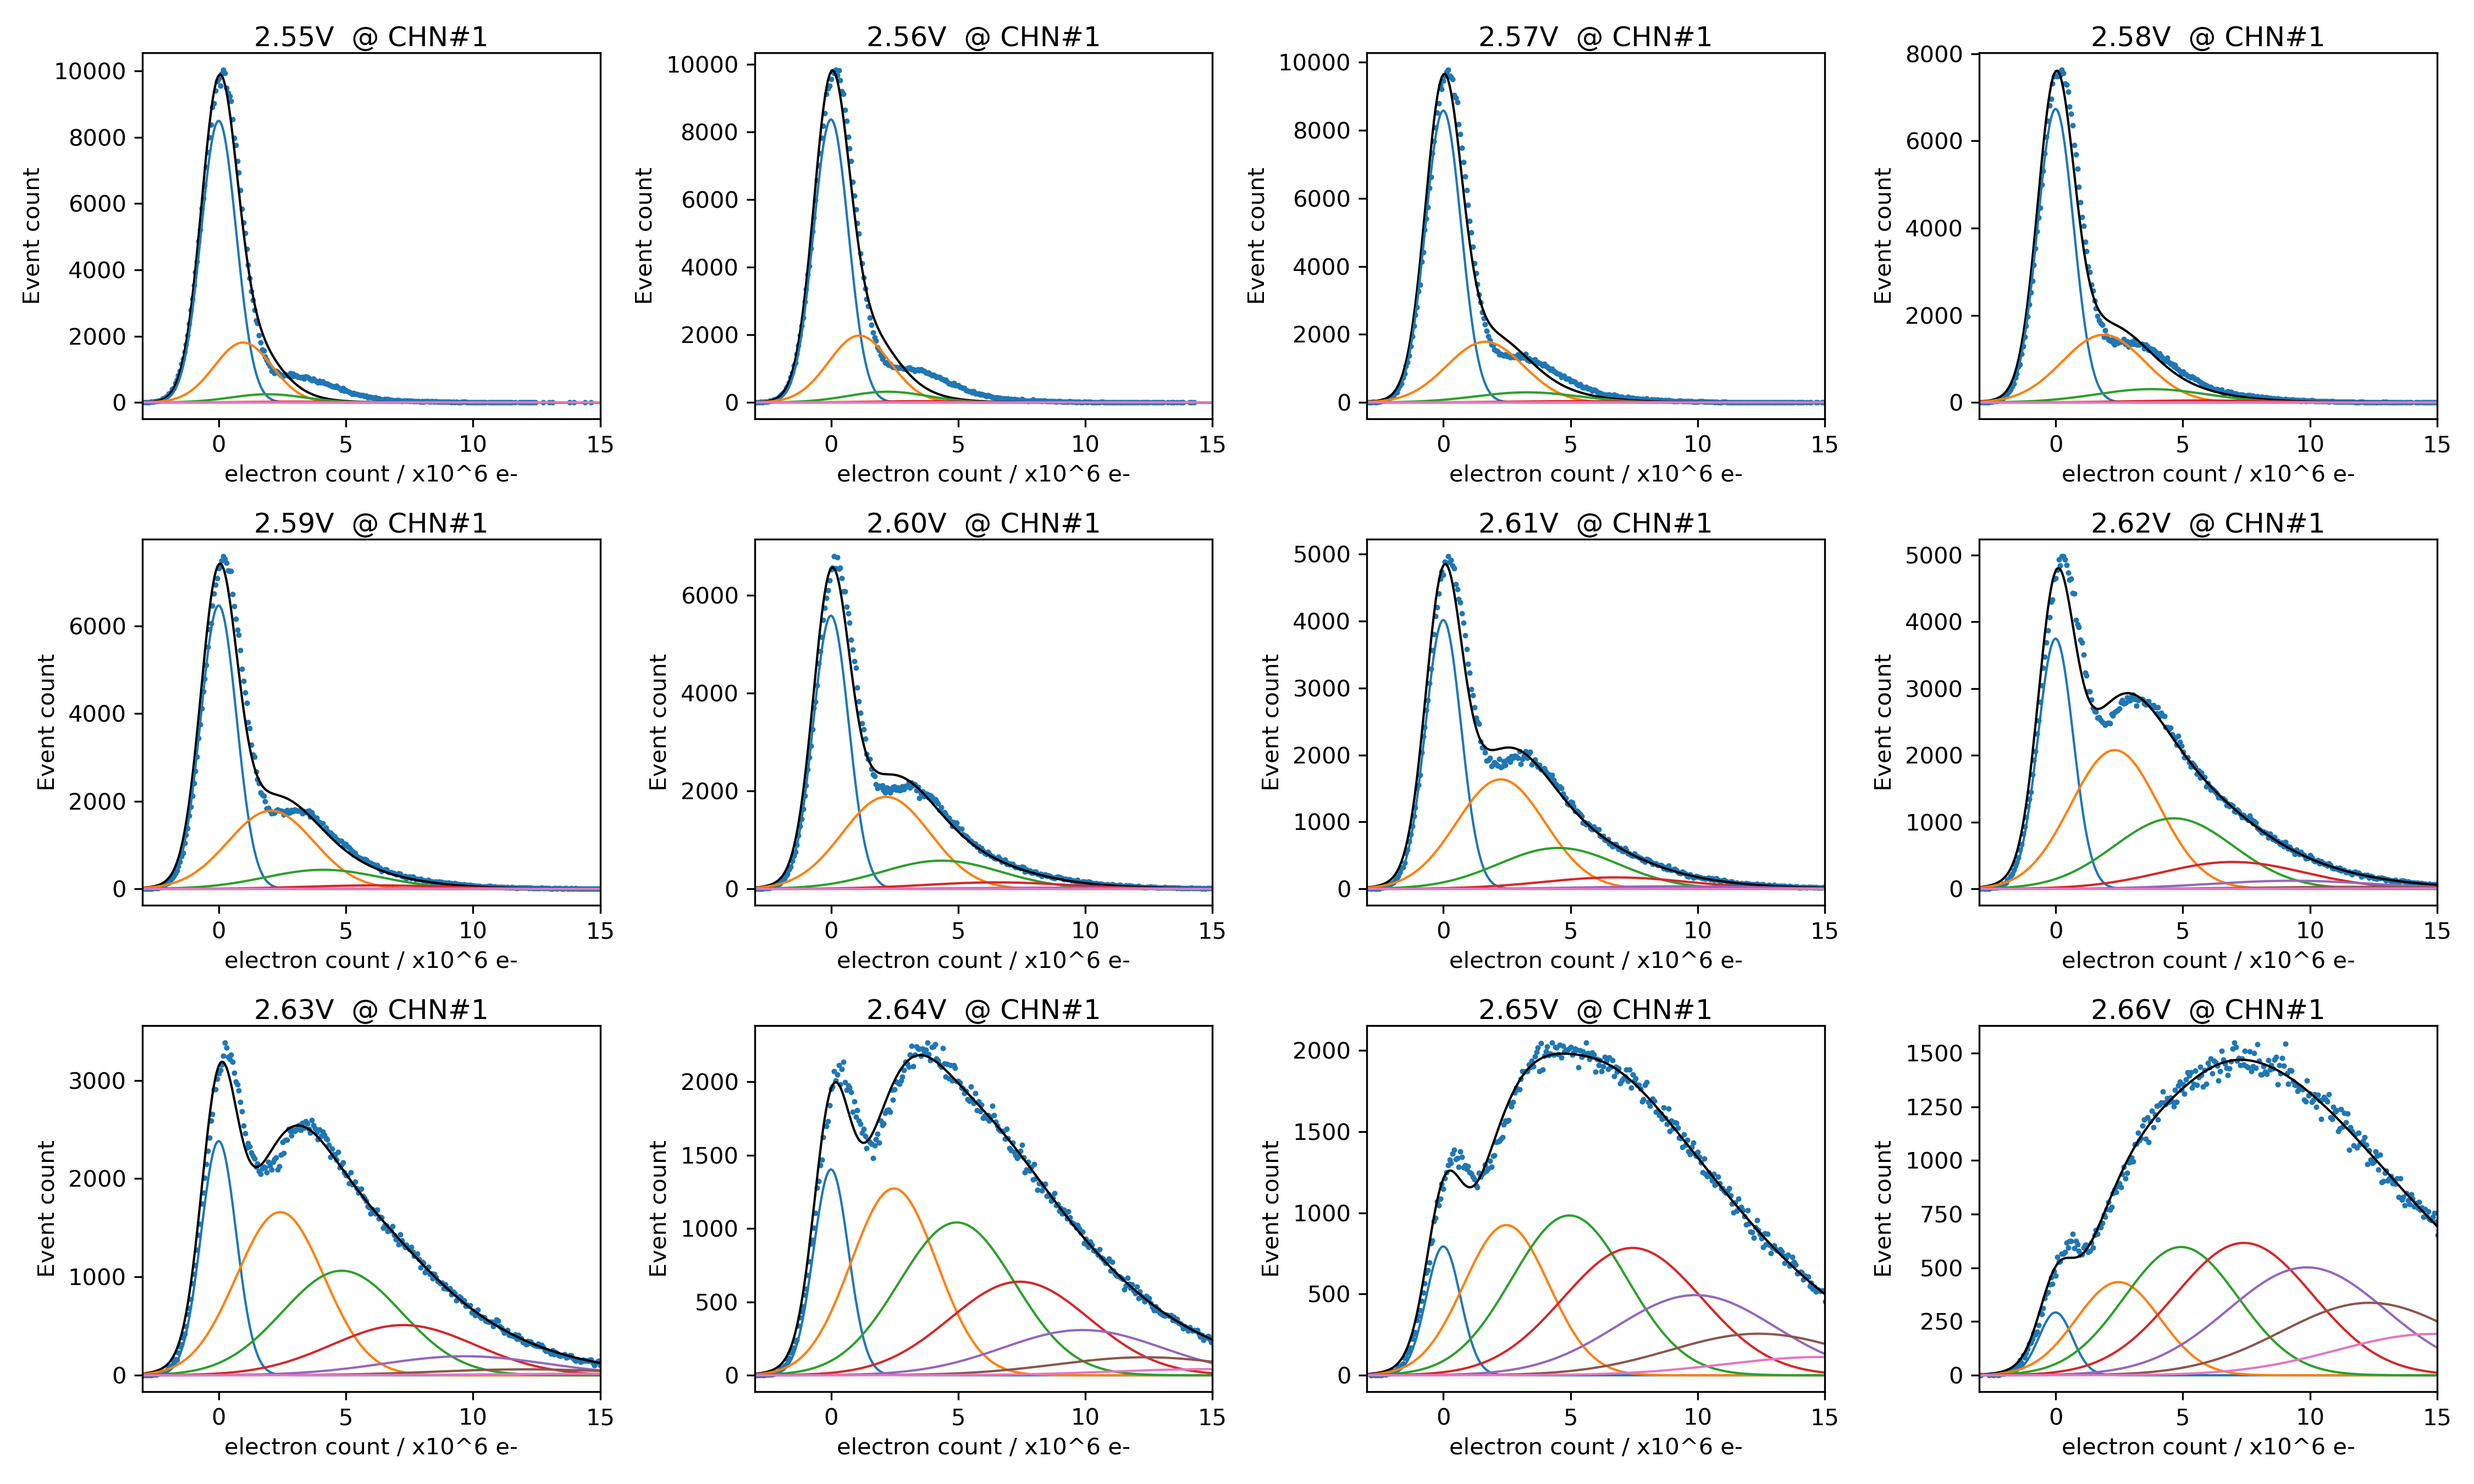 2.55V @ CHN#1
10000
8000
6000
4000
2000
0
Event count
0 5 10 15
electron count / x10^6 e-
2.56V @ CHN#1
10000
8000
6000
4000
2000
0
Event count
0 5 10 15
electron count / x10^6 e-
2.57V @ CHN#1
10000
8000
6000
4000
2000
0
Event count
0 5 10 15
electron count / x10^6 e-
2.58V @ CHN#1
8000
6000
4000
2000
0
Event count
0 5 10 15
electron count / x10^6 e-
2.59V @ CHN#1
6000
4000
2000
0
Event count
0 5 10 15
electron count / x10^6 e-
2.60V @ CHN#1
6000
4000
2000
0
Event count
0 5 10 15
electron count / x10^6 e-
2.61V @ CHN#1
5000
4000
3000
2000
1000
0
Event count
0 5 10 15
electron count / x10^6 e-
2.62V @ CHN#1
5000
4000
3000
2000
1000
0
Event count
0 5 10 15
electron count / x10^6 e-
2.63V @ CHN#1
3000
2000
1000
0
Event count
0 5 10 15
electron count / x10^6 e-
2.64V @ CHN#1
2000
1500
1000
500
0
Event count
0 5 10 15
electron count / x10^6 e-
2.65V @ CHN#1
2000
1500
1000
500
0
Event count
0 5 10 15
electron count / x10^6 e-
2.66V @ CHN#1
1500
1250
1000
750
500
250
0
Event count
0 5 10 15
electron count / x10^6 e-